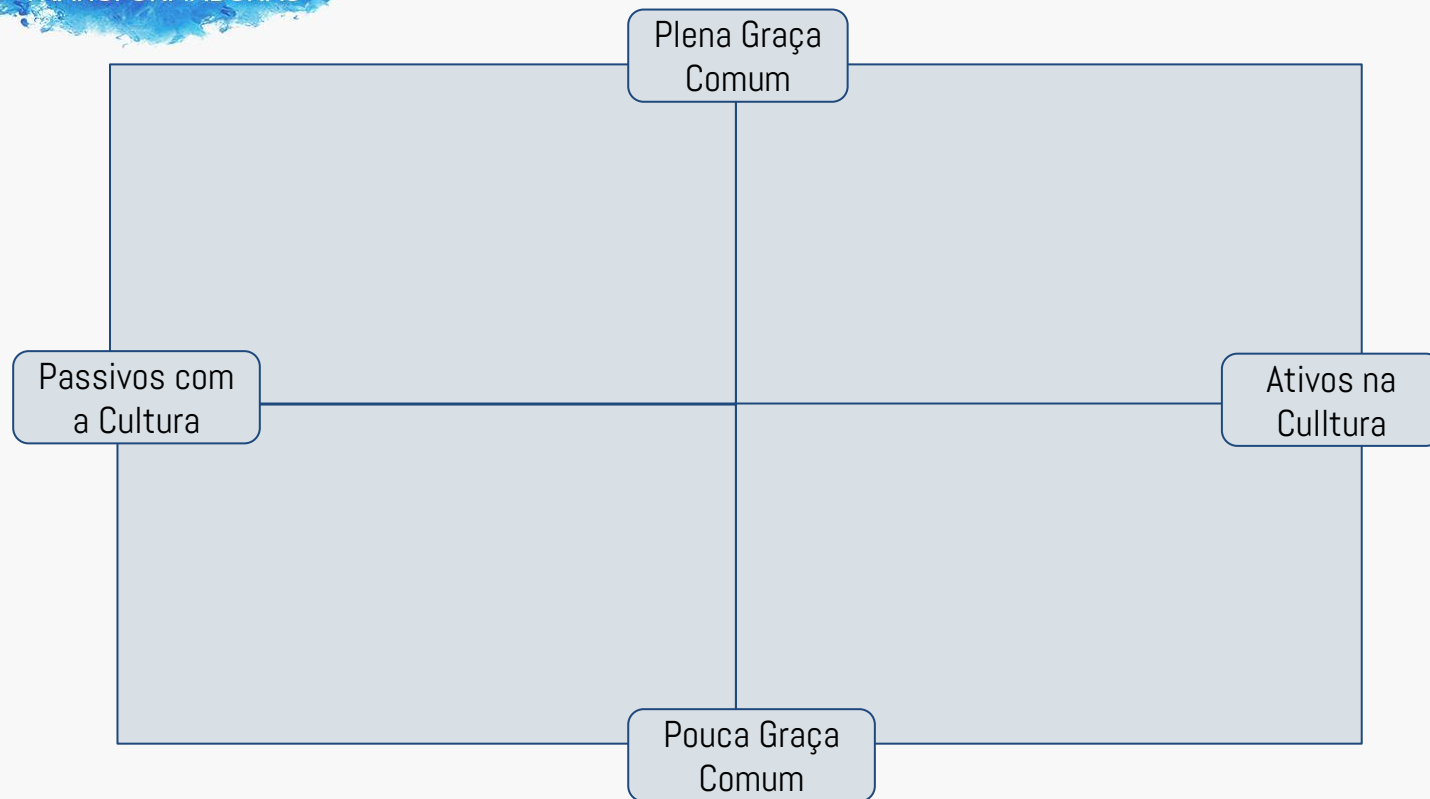 Plena Graça
Comum
Passivos com
a Cultura
Ativos na
Culltura
Pouca Graça
Comum